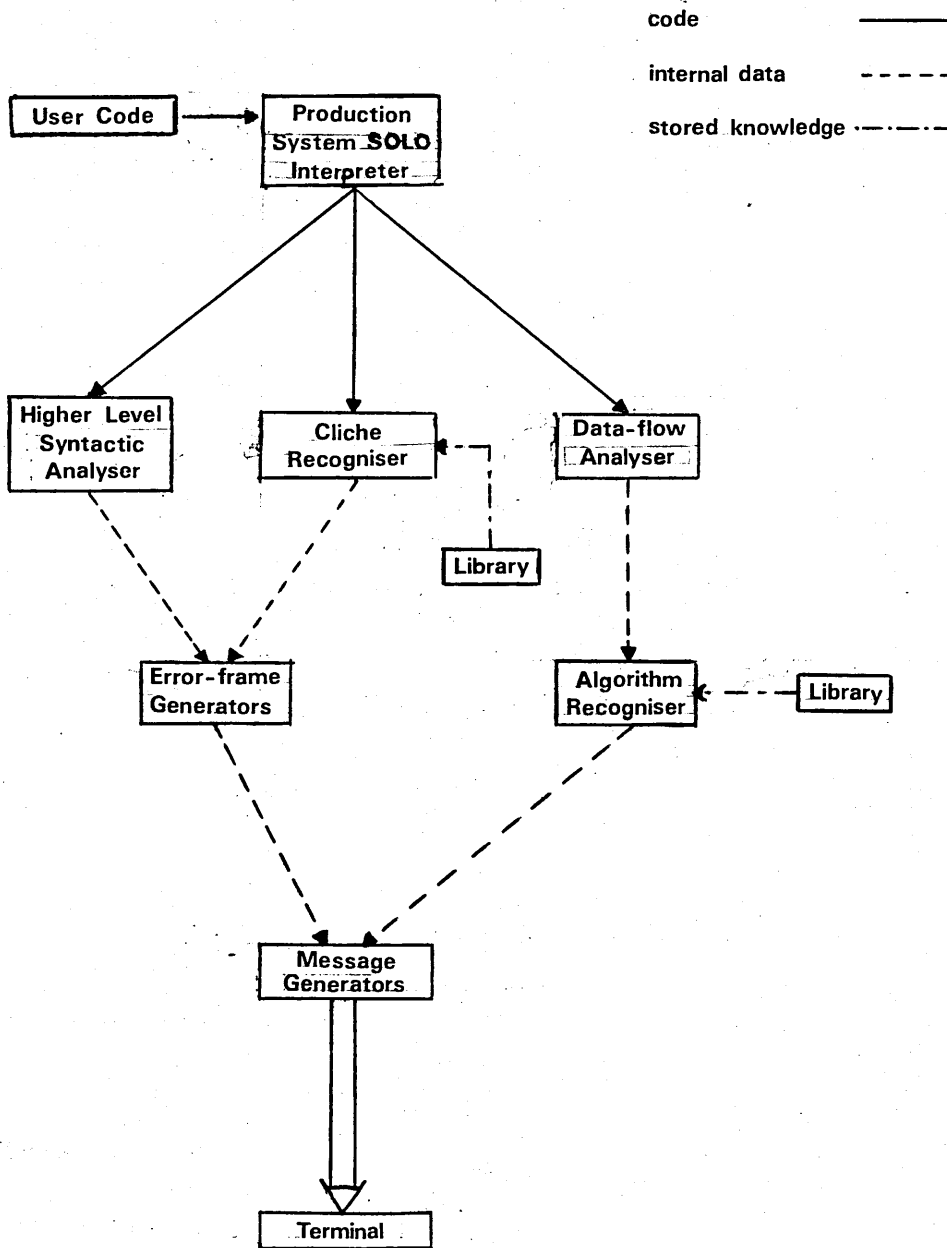 code
internal data
stored knowledge
User Code
Production
System SOLO
Interpreter
Higher Level
Syntactic
Analyser
Cliche
Recogniser
Data-flow
Analyser
Library
Error-frame
Generators
Algorithm
Recogniser
Library
Message
Generators
Terminal